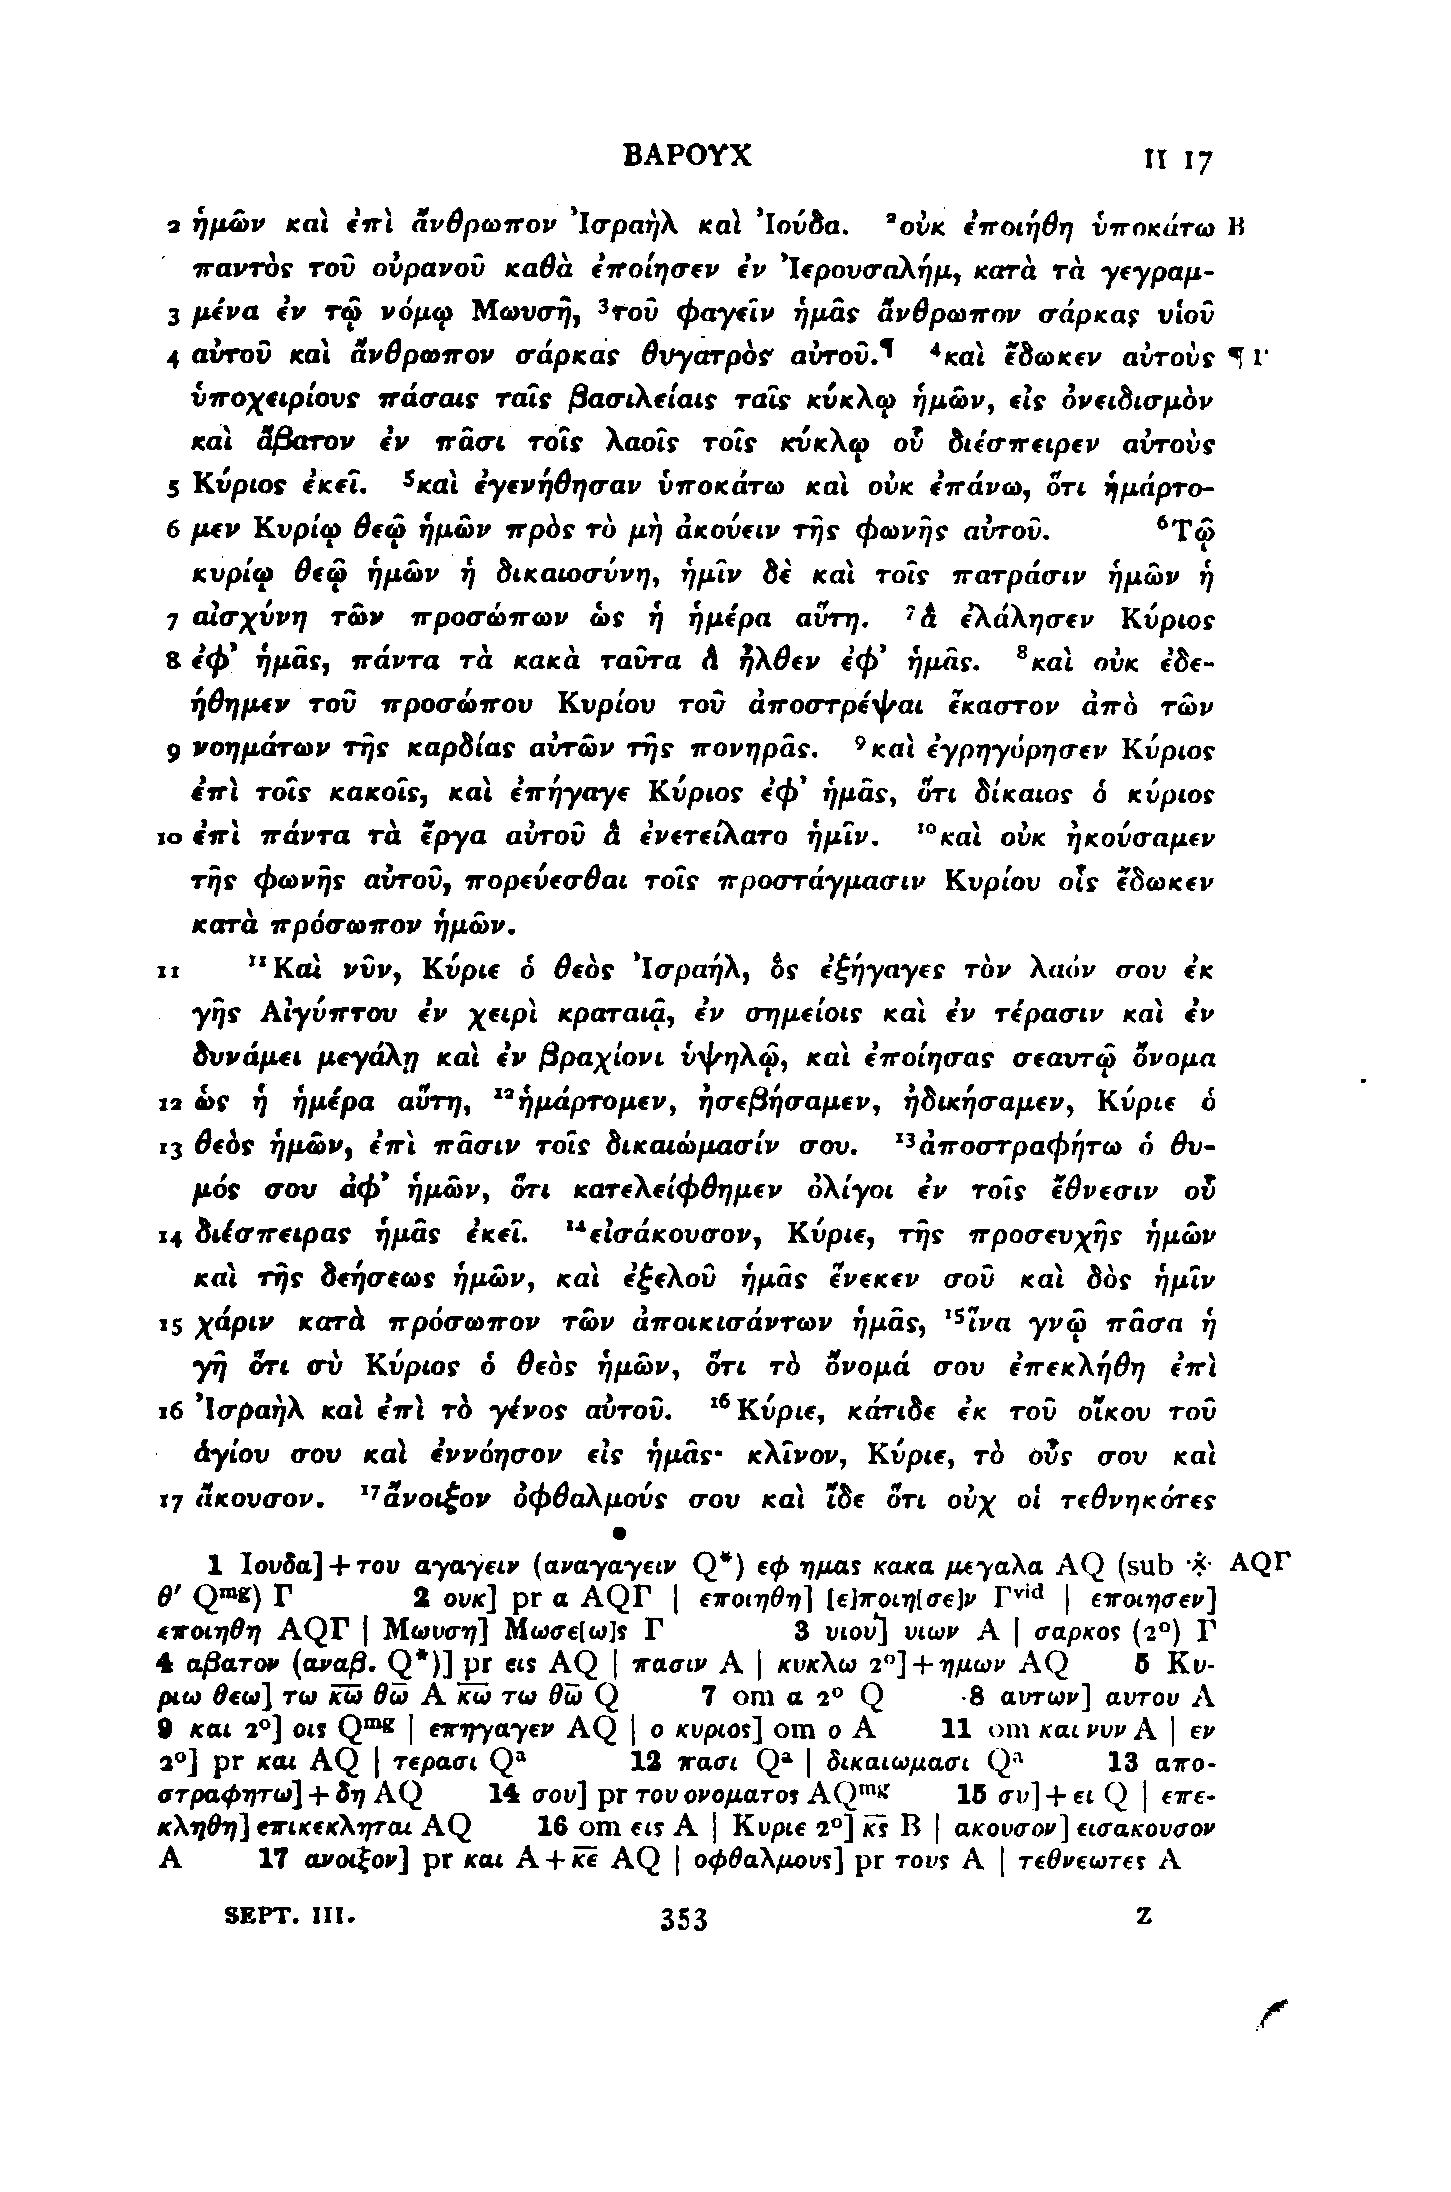 ΒΑΡΟΥΧ II 17
2 ἡμῶν καὶ ἐπὶ ἄνθρωπον Ἰσραὴλ καὶ Ἰούδα. ²οὐκ ἐποιήθη ὑποκάτω B
παντὸς τοῦ οὐρανοῦ καθὰ ἐποίησεν ἐν Ἰερουσαλήμ, κατὰ τὰ γεγραμ-
3 μένα ἐν τῷ νόμῳ Μωυσῆ, ³τοῦ φαγεῖν ἡμᾶς ἄνθρωπον σάρκας υἱοῦ
4 αὐτοῦ καὶ ἄνθρωπον σάρκας θυγατρὸς αὐτοῦ.¶ ⁴καὶ ἔδωκεν αὐτοὺς ¶ Γ
ὑποχειρίους πάσαις ταῖς βασιλείαις ταῖς κύκλῳ ἡμῶν, εἰς ὀνειδισμὸν
καὶ ἄβατον ἐν πᾶσι τοῖς λαοῖς τοῖς κύκλῳ οὗ διέσπειρεν αὐτοὺς
5 Κύριος ἐκεῖ. ⁵καὶ ἐγενήθησαν ὑποκάτω καὶ οὐκ ἐπάνω, ὅτι ἡμάρτο-
6 μεν Κυρίῳ θεῷ ἡμῶν πρὸς τὸ μὴ ἀκούειν τῆς φωνῆς αὐτοῦ. ⁶Τῷ
κυρίῳ θεῷ ἡμῶν ἡ δικαιοσύνη, ἡμῖν δὲ καὶ τοῖς πατράσιν ἡμῶν ἡ
7 αἰσχύνη τῶν προσώπων ὡς ἡ ἡμέρα αὕτη. ⁷ἃ ἐλάλησεν Κύριος
8 ἐφ’ ἡμᾶς, πάντα τὰ κακὰ ταῦτα ἃ ἦλθεν ἐφ’ ἡμᾶς. ⁸καὶ οὐκ ἐδε-
ήθημεν τοῦ προσώπου Κυρίου τοῦ ἀποστρέψαι ἕκαστον ἀπὸ τῶν
9 νοημάτων τῆς καρδίας αὐτῶν τῆς πονηρᾶς. ⁹καὶ ἐγρηγόρησεν Κύριος
ἐπὶ τοῖς κακοῖς, καὶ ἐπήγαγε Κύριος ἐφ’ ἡμᾶς, ὅτι δίκαιος ὁ κύριος
10 ἐπὶ πάντα τὰ ἔργα αὐτοῦ ἃ ἐνετείλατο ἡμῖν. ¹⁰καὶ οὐκ ἠκούσαμεν
τῆς φωνῆς αὐτοῦ, πορεύεσθαι τοῖς προστάγμασιν Κυρίου οἷς ἔδωκεν
κατὰ πρόσωπον ἡμῶν.
11 ¹¹Καὶ νῦν, Κύριε ὁ θεὸς Ἰσραήλ, ὃς ἐξήγαγες τὸν λαόν σου ἐκ
γῆς Αἰγύπτου ἐν χειρὶ κραταιᾷ, ἐν σημείοις καὶ ἐν τέρασιν καὶ ἐν
δυνάμει μεγάλῃ καὶ ἐν βραχίονι ὑψηλῷ, καὶ ἐποίησας σεαυτῷ ὄνομα
12 ὡς ἡ ἡμέρα αὕτη, ¹²ἡμάρτομεν, ἠσεβήσαμεν, ἠδικήσαμεν, Κύριε ὁ
13 θεὸς ἡμῶν, ἐπὶ πᾶσιν τοῖς δικαιώμασίν σου. ¹³ἀποστραφήτω ὁ θυ-
μός σου ἀφ’ ἡμῶν, ὅτι κατελείφθημεν ὀλίγοι ἐν τοῖς ἔθνεσιν οὗ
14 διέσπειρας ἡμᾶς ἐκεῖ. ¹⁴εἰσάκουσον, Κύριε, τῆς προσευχῆς ἡμῶν
καὶ τῆς δεήσεως ἡμῶν, καὶ ἐξελοῦ ἡμᾶς ἕνεκεν σοῦ καὶ δὸς ἡμῖν
15 χάριν κατὰ πρόσωπον τῶν ἀποικισάντων ἡμᾶς, ¹⁵ἵνα γνῷ πᾶσα ἡ
γῆ ὅτι σὺ Κύριος ὁ θεὸς ἡμῶν, ὅτι τὸ ὄνομά σου ἐπεκλήθη ἐπὶ
16 Ἰσραὴλ καὶ ἐπὶ τὸ γένος αὐτοῦ. ¹⁶Κύριε, κάτιδε ἐκ τοῦ οἴκου τοῦ
ἁγίου σου καὶ ἐννόησον εἰς ἡμᾶς· κλῖνον, Κύριε, τὸ οὖς σου καὶ
17 ἄκουσον. ¹⁷ἄνοιξον ὀφθαλμούς σου καὶ ἴδε ὅτι οὐχ οἱ τεθνηκότες
1 Ιουδα]+του αγαγειν (αναγαγειν Q*) εφ ημας κακα μεγαλα AQ (sub ※ AQΓ
θ′ Qᵐᵍ) Γ 2 ουκ] pr α AQΓ | εποιηθη] [ε]ποιη[σε]ν Γᵛⁱᵈ | εποιησεν]
εποιηθη AQΓ | Μωυση] Μωσε[ω]ς Γ 3 υιου] υιων A | σαρκος (2°) Γ
4 αβατον (αναβ. Q*)] pr εις AQ | πασιν A | κυκλω 2°]+ημων AQ 5 Κυ-
ριω θεω] τω κ̅ω̅ θ̅ω̅ A κ̅ω̅ τω θ̅ω̅ Q 7 om α 2° Q 8 αυτων] αυτου A
9 και 2°] οις Qᵐᵍ | επηγαγεν AQ | ο κυριος] om ο A 11 om και νυν A | εν
2°] pr και AQ | τερασι Qᵃ 12 πασι Qᵃ | δικαιωμασι Qᵃ 13 απο-
στραφητω]+δη AQ 14 σου] pr του ονοματος AQᵐᵍ 15 συ]+ει Q | επε-
κληθη] επικεκληται AQ 16 om εις A | Κυριε 2°] κ̅ς̅ B | ακουσον] εισακουσον
A 17 ανοιξον] pr και A+κ̅ε̅ AQ | οφθαλμους] pr τους A | τεθνεωτες A
SEPT. III. 353 Z